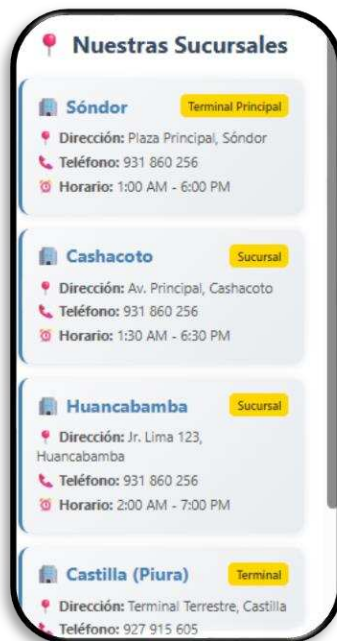 Nuestras Sucursales
Sóndor
Terminal Principal
Dirección: Plaza Principal, Sóndor
Teléfono: 931 860 256
Horario: 1:00 AM - 6:00 PM
Cashacoto
Sucursal
Dirección: Av. Principal, Cashacoto
Teléfono: 931 860 256
Horario: 1:30 AM - 6:30 PM
Huancabamba
Sucursal
Dirección: Jr. Lima 123,
Huancabamba
Teléfono: 931 860 256
Horario: 2:00 AM - 7:00 PM
Castilla (Piura)
Terminal
Dirección: Terminal Terrestre, Castilla
Teléfono: 927 915 605